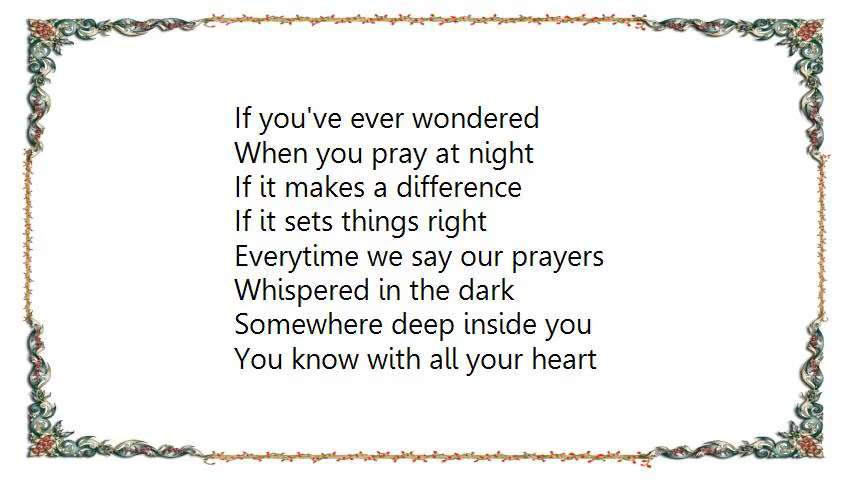 If you've ever wondered
When you pray at night
If it makes a difference
If it sets things right
Everytime we say our prayers
Whispered in the dark
Somewhere deep inside you
You know with all your heart